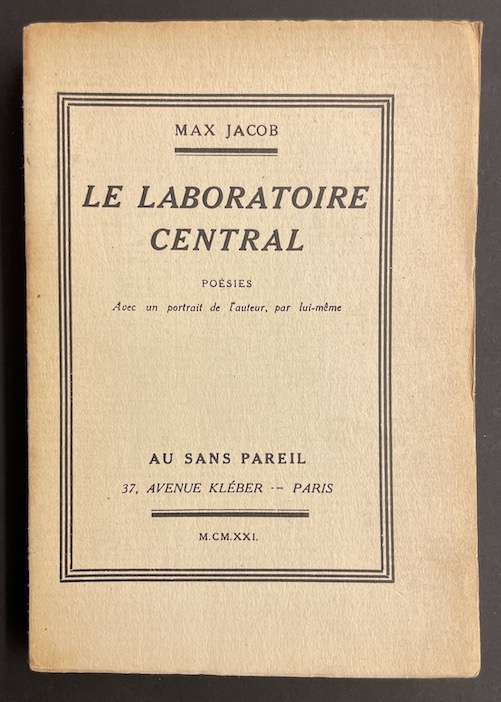 MAX JACOB
LE LABORATOIRE
CENTRAL
POÉSIES
Avec un portrait de l'auteur, par lui-même
AU SANS PAREIL
37, AVENUE KLÉBER -- PARIS
M.CM.XXI.